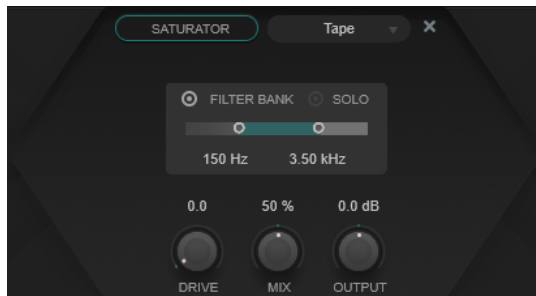 SATURATOR Tape
FILTER BANK SOLO
150 Hz 3.50 kHz
0.0 50 % 0.0 dB
DRIVE MIX OUTPUT